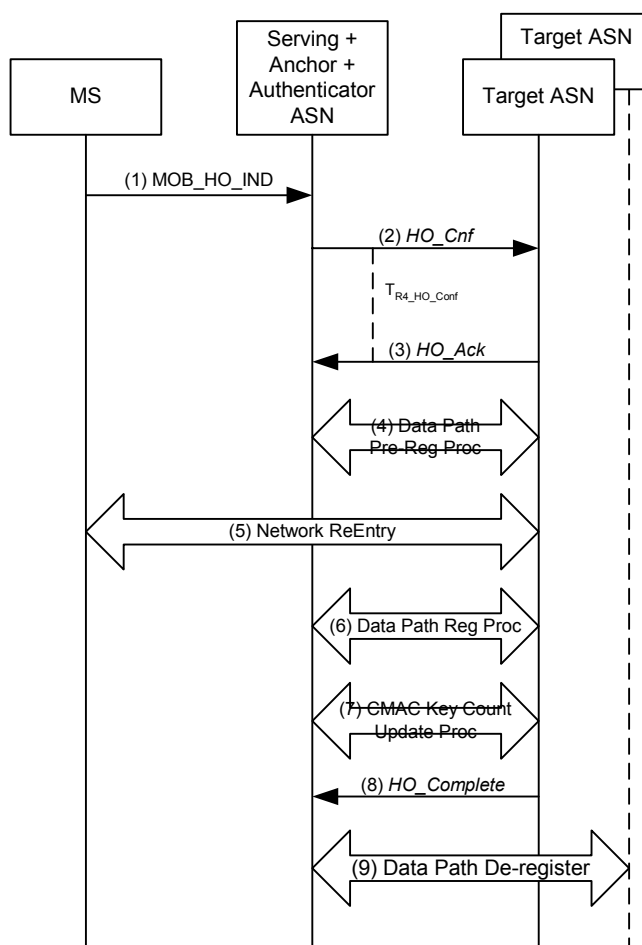 Target ASN
Serving +
Anchor +
Authenticator
ASN
MS
Target ASN
(1) MOB_HO_IND
(2) HO_Cnf
T_R4_HO_Conf
(3) HO_Ack
(4) Data Path
Pre-Reg Proc
(5) Network ReEntry
(6) Data Path Reg Proc
(7) CMAC Key Count
Update Proc
(8) HO_Complete
(9) Data Path De-register